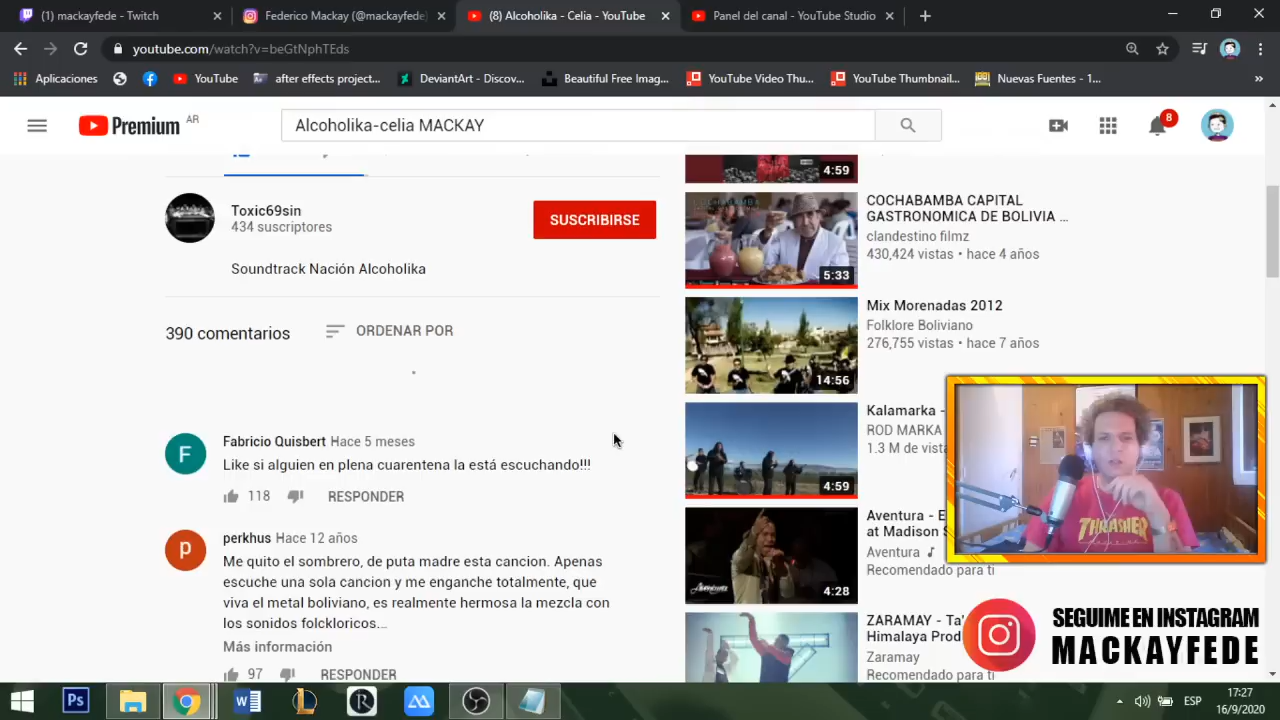 mackayfede - Twitch
Federico Mackay (@mackayfede)
(8) Alcoholika - Celia - YouTube
Panel del canal - YouTube Studio
youtube.com/watch?v=beGtNphTEds
Aplicaciones
YouTube
after effects project...
DeviantArt - Discov...
Beautiful Free Imag...
YouTube Video Thu...
YouTube Thumbnail...
Nuevas Fuentes - 1...
Premium AR
Alcoholika-celia MACKAY
8
Toxic69sin
434 suscriptores
SUSCRIBIRSE
Soundtrack Nación Alcoholika
390 comentarios
ORDENAR POR
Fabricio Quisbert Hace 5 meses
Like si alguien en plena cuarentena la está escuchando!!!
118 RESPONDER
perkhus Hace 12 años
Me quito el sombrero, de puta madre esta cancion. Apenas
escuche una sola cancion y me enganche totalmente, que
viva el metal boliviano, es realmente hermosa la mezcla con
los sonidos folckloricos...
Más información
97 RESPONDER
4:59
COCHABAMBA CAPITAL
GASTRONOMICA DE BOLIVIA ...
clandestino filmz
430,424 vistas • hace 4 años
5:33
Mix Morenadas 2012
Folklore Boliviano
276,755 vistas • hace 7 años
14:56
Kalamarka -
ROD MARKA
1.3 M de vista
4:59
Aventura - E
at Madison S
Aventura
Recomendado para ti
4:28
ZARAMAY - Ta
Himalaya Prod
Zaramay
Recomendado para ti
THRASHER
SEGUIME EN INSTAGRAM
MACKAYFEDE
Ps
ESP
17:27
16/9/2020